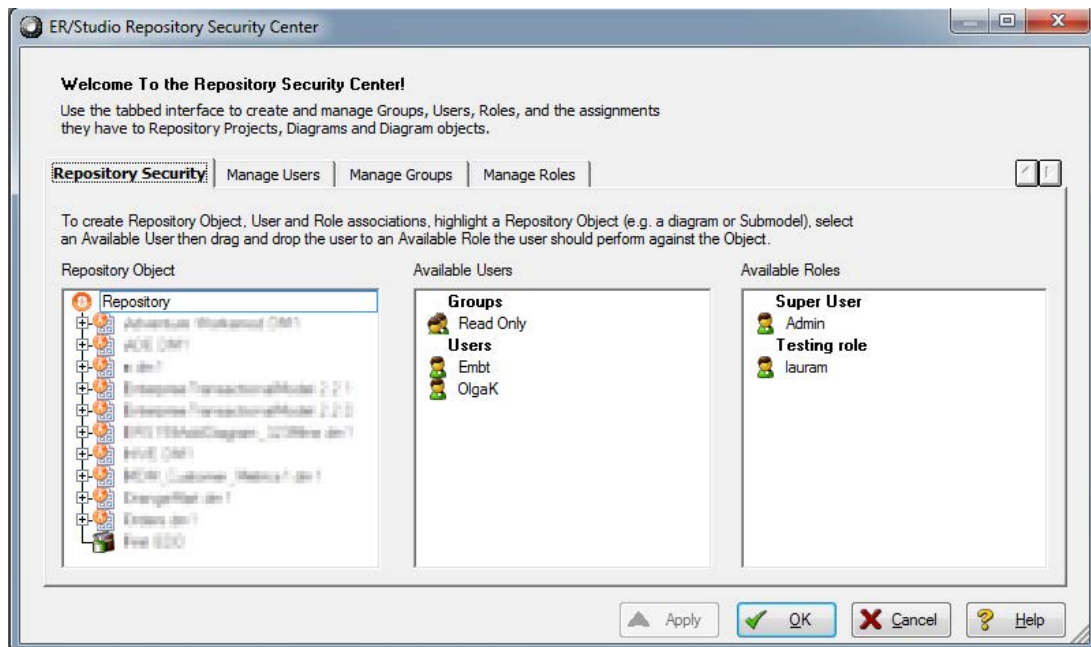 ER/Studio Repository Security Center
Welcome To the Repository Security Center!
Use the tabbed interface to create and manage Groups, Users, Roles, and the assignments
they have to Repository Projects, Diagrams and Diagram objects.
Repository Security
Manage Users
Manage Groups
Manage Roles
To create Repository Object, User and Role associations, highlight a Repository Object (e.g. a diagram or Submodel), select
an Available User then drag and drop the user to an Available Role the user should perform against the Object.
Repository Object
Repository
Available Users
Groups
Read Only
Users
Embt
OlgaK
Available Roles
Super User
Admin
Testing role
lauram
Apply
OK
Cancel
Help